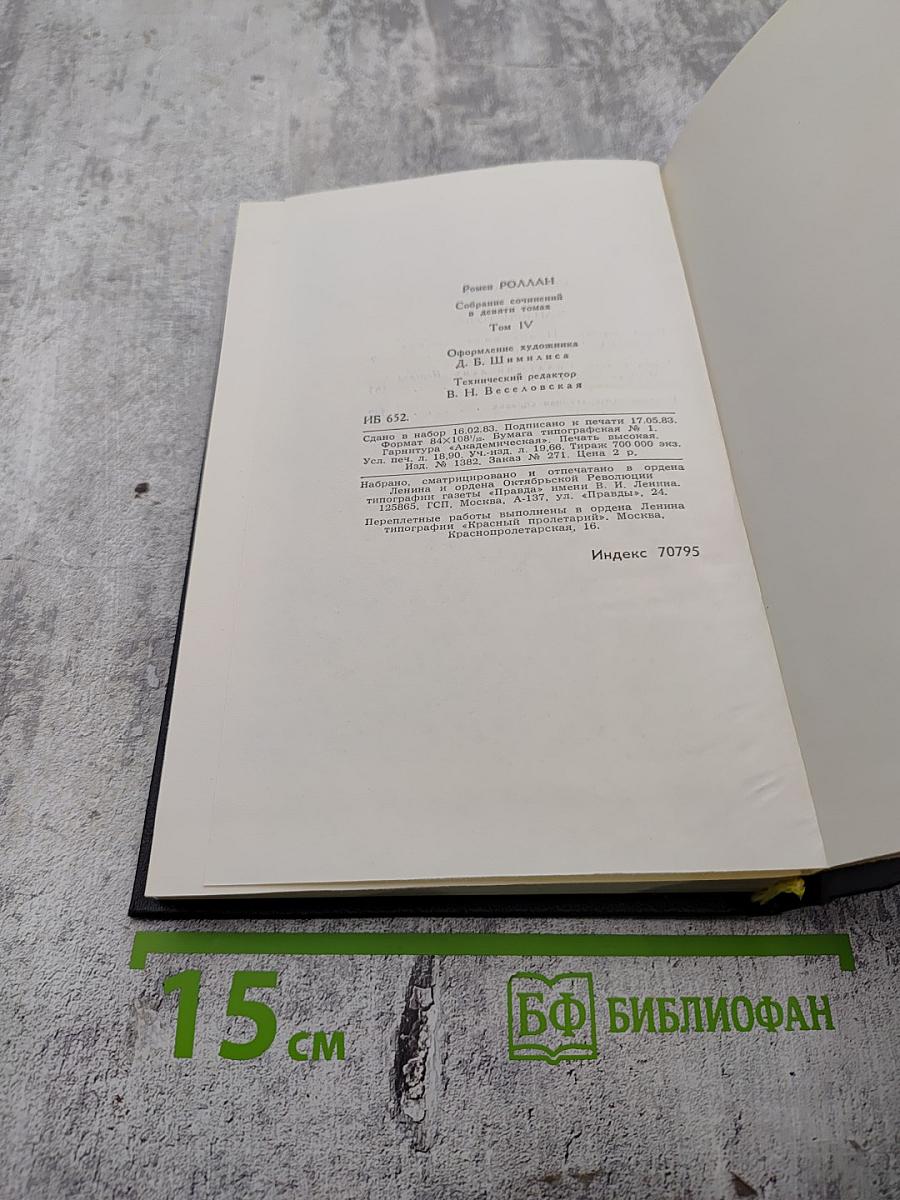 Ромен РОЛЛАН
Собрание сочинений
в девяти томах
Том IV
Оформление художника
Д. Б. Шимилиса
Технический редактор
В. Н. Веселовская
ИБ 652.
Сдано в набор 16.02.83. Подписано к печати 17.05.83.
Формат 84×108¹/₃₂. Бумага типографская № 1.
Гарнитура «Академическая». Печать высокая.
Усл. печ. л. 18,90. Уч.-изд. л. 19,66. Тираж 700 000 экз.
Изд. № 1382. Заказ № 271. Цена 2 р.
Набрано, сматрицировано и отпечатано в ордена
Ленина и ордена Октябрьской Революции
типографии газеты «Правда» имени В. И. Ленина.
125865, ГСП, Москва, А-137, ул. «Правды», 24.
Переплетные работы выполнены в ордена Ленина
типографии «Красный пролетарий». Москва,
Краснопролетарская, 16.
Индекс 70795
15 см
БФ БИБЛИОФАН